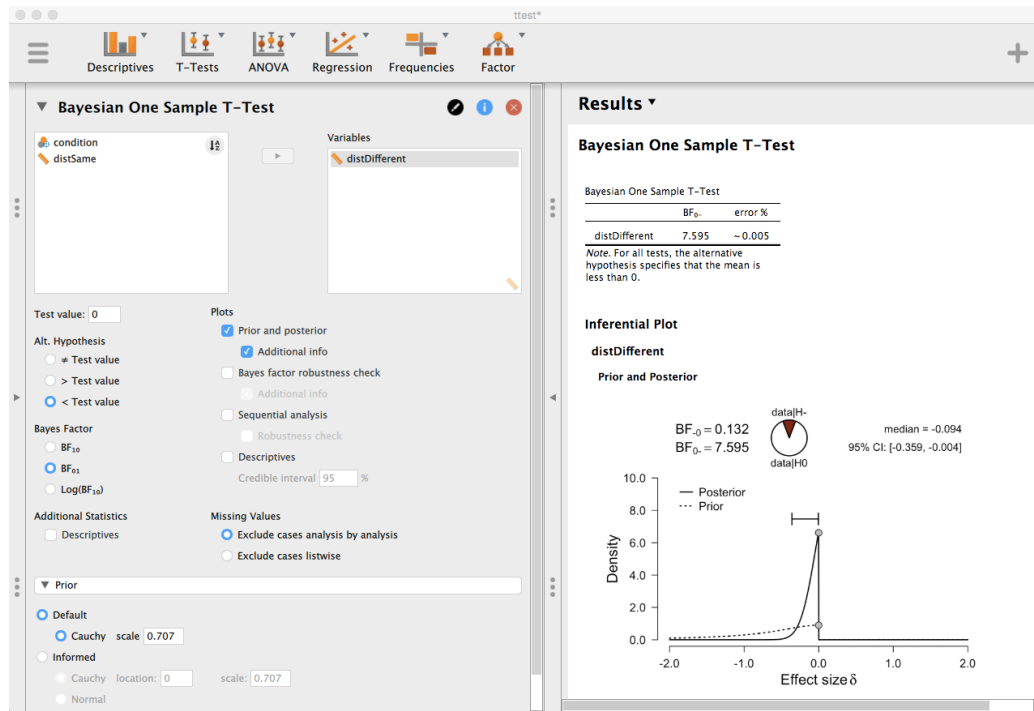 ttest*
Descriptives T-Tests ANOVA Regression Frequencies Factor
Bayesian One Sample T-Test
condition
distSame
Variables
distDifferent
Test value: 0
Alt. Hypothesis
≠ Test value
> Test value
< Test value
Bayes Factor
BF₁₀
BF₀₁
Log(BF₁₀)
Additional Statistics
Descriptives
Plots
Prior and posterior
Additional info
Bayes factor robustness check
Additional info
Sequential analysis
Robustness check
Descriptives
Credible interval 95 %
Missing Values
Exclude cases analysis by analysis
Exclude cases listwise
Prior
Default
Cauchy scale 0.707
Informed
Cauchy location: 0 scale: 0.707
Normal
Results
Bayesian One Sample T-Test
Bayesian One Sample T-Test
BF₀₋ error %
distDifferent 7.595 ~ 0.005
Note. For all tests, the alternative
hypothesis specifies that the mean is
less than 0.
Inferential Plot
distDifferent
Prior and Posterior
data|H-
BF-0 = 0.132
BF0- = 7.595
data|H0
median = -0.094
95% CI: [-0.359, -0.004]
Posterior
Prior
Density
10.0
8.0
6.0
4.0
2.0
0.0
-2.0 -1.0 0.0 1.0 2.0
Effect size δ